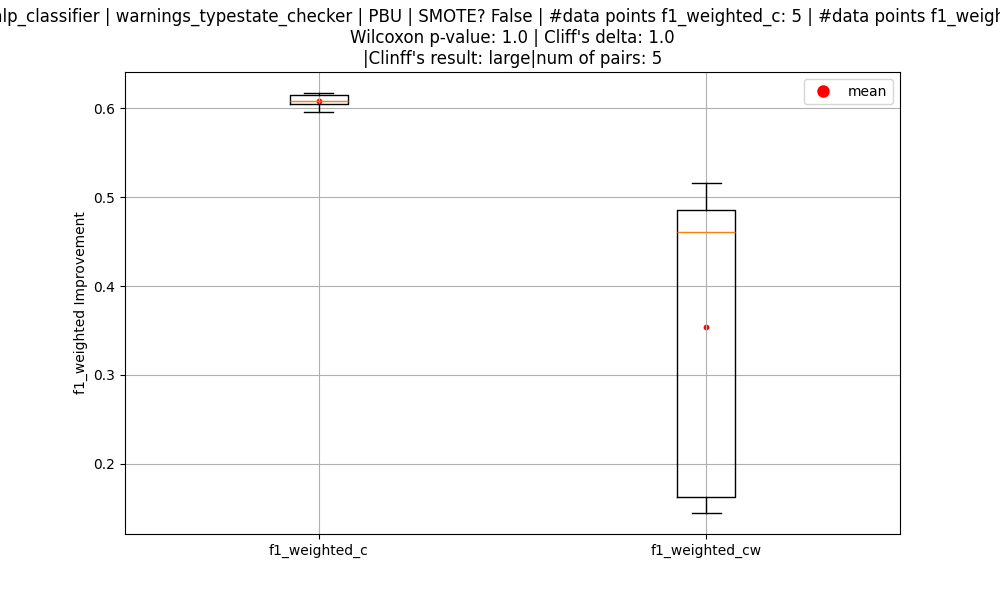 lp_classifier | warnings_typestate_checker | PBU | SMOTE? False | #data points f1_weighted_c: 5 | #data points f1_weigh
Wilcoxon p-value: 1.0 | Cliff's delta: 1.0
|Clinff's result: large|num of pairs: 5
mean
0.6
0.5
0.4
0.3
0.2
f1_weighted Improvement
f1_weighted_c
f1_weighted_cw